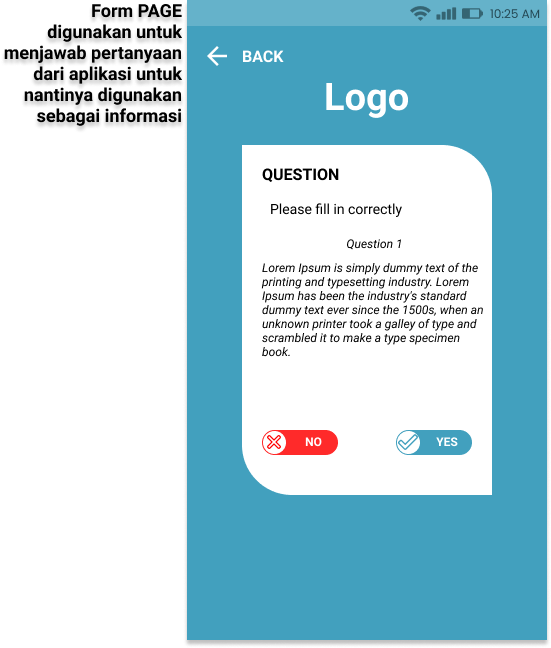 Form PAGE
digunakan untuk
menjawab pertanyaan
dari aplikasi untuk
nantinya digunakan
sebagai informasi
10:25 AM
BACK
Logo
QUESTION
Please fill in correctly
Question 1
Lorem Ipsum is simply dummy text of the
printing and typesetting industry. Lorem
Ipsum has been the industry's standard
dummy text ever since the 1500s, when an
unknown printer took a galley of type and
scrambled it to make a type specimen
book.
NO
YES